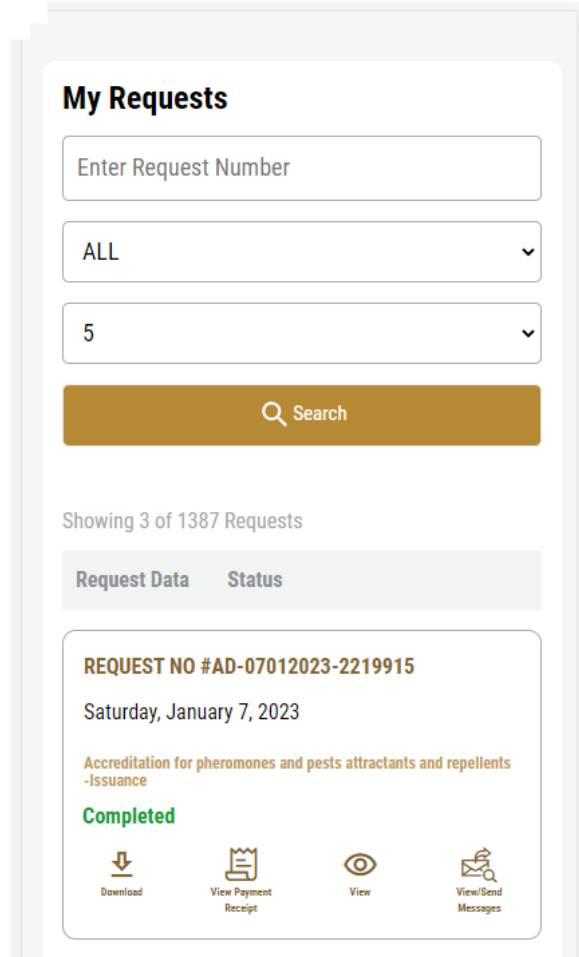 My Requests
Enter Request Number
ALL
5
Search
Showing 3 of 1387 Requests
Request Data Status
REQUEST NO #AD-07012023-2219915
Saturday, January 7, 2023
Accreditation for pheromones and pests attractants and repellents
-Issuance
Completed
Download
View Payment
Receipt
View
View/Send
Messages